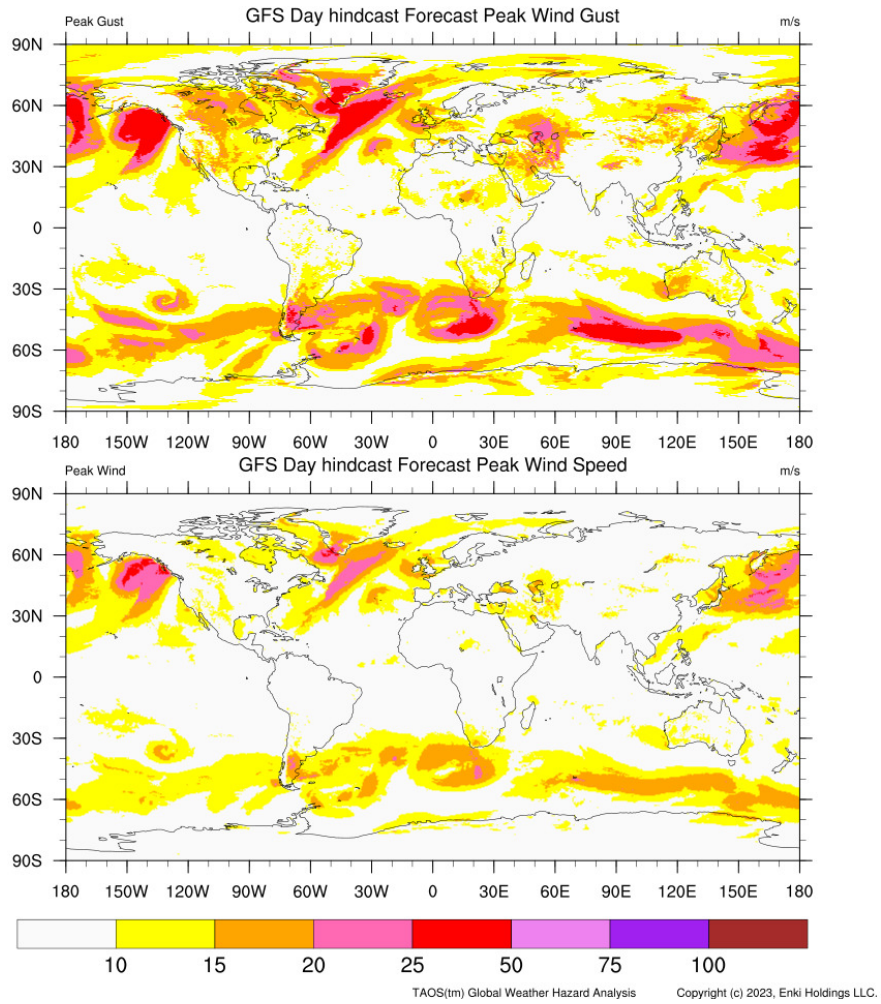 GFS Day hindcast Forecast Peak Wind Gust
Peak Gust m/s
90N
60N
30N
0
30S
60S
90S
180 150W 120W 90W 60W 30W 0 30E 60E 90E 120E 150E 180
GFS Day hindcast Forecast Peak Wind Speed
Peak Wind m/s
90N
60N
30N
0
30S
60S
90S
180 150W 120W 90W 60W 30W 0 30E 60E 90E 120E 150E 180
10 15 20 25 50 75 100
TAOS(tm) Global Weather Hazard Analysis Copyright (c) 2023, Enki Holdings LLC.